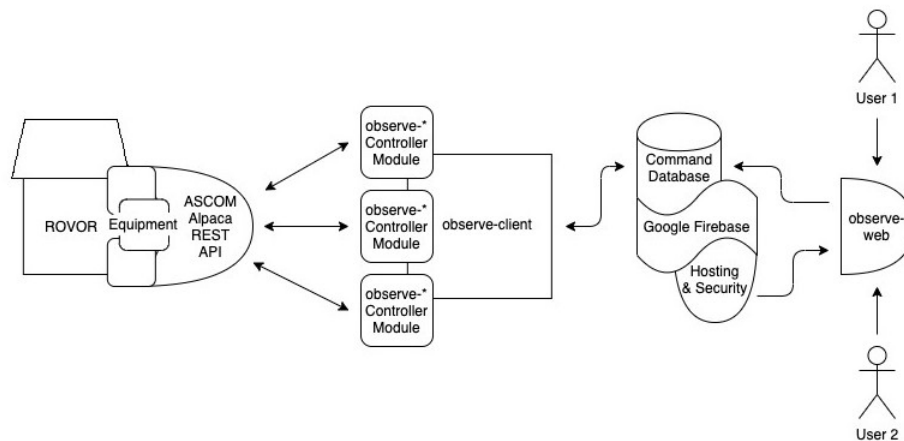 ROVOR
Equipment
ASCOM
Alpaca
REST
API
observe-*
Controller
Module
observe-*
Controller
Module
observe-*
Controller
Module
observe-client
Command
Database
Google Firebase
Hosting
& Security
User 1
observe-
web
User 2